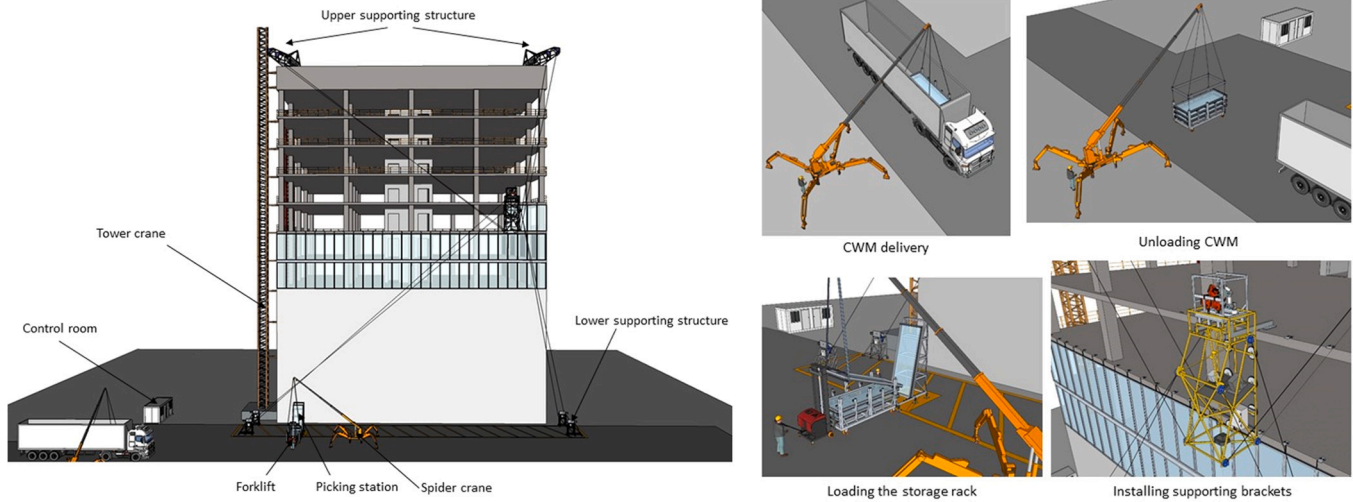 Upper supporting structure
Tower crane
Control room
Lower supporting structure
Forklift
Picking station
Spider crane
CWM delivery
Unloading CWM
Loading the storage rack
Installing supporting brackets